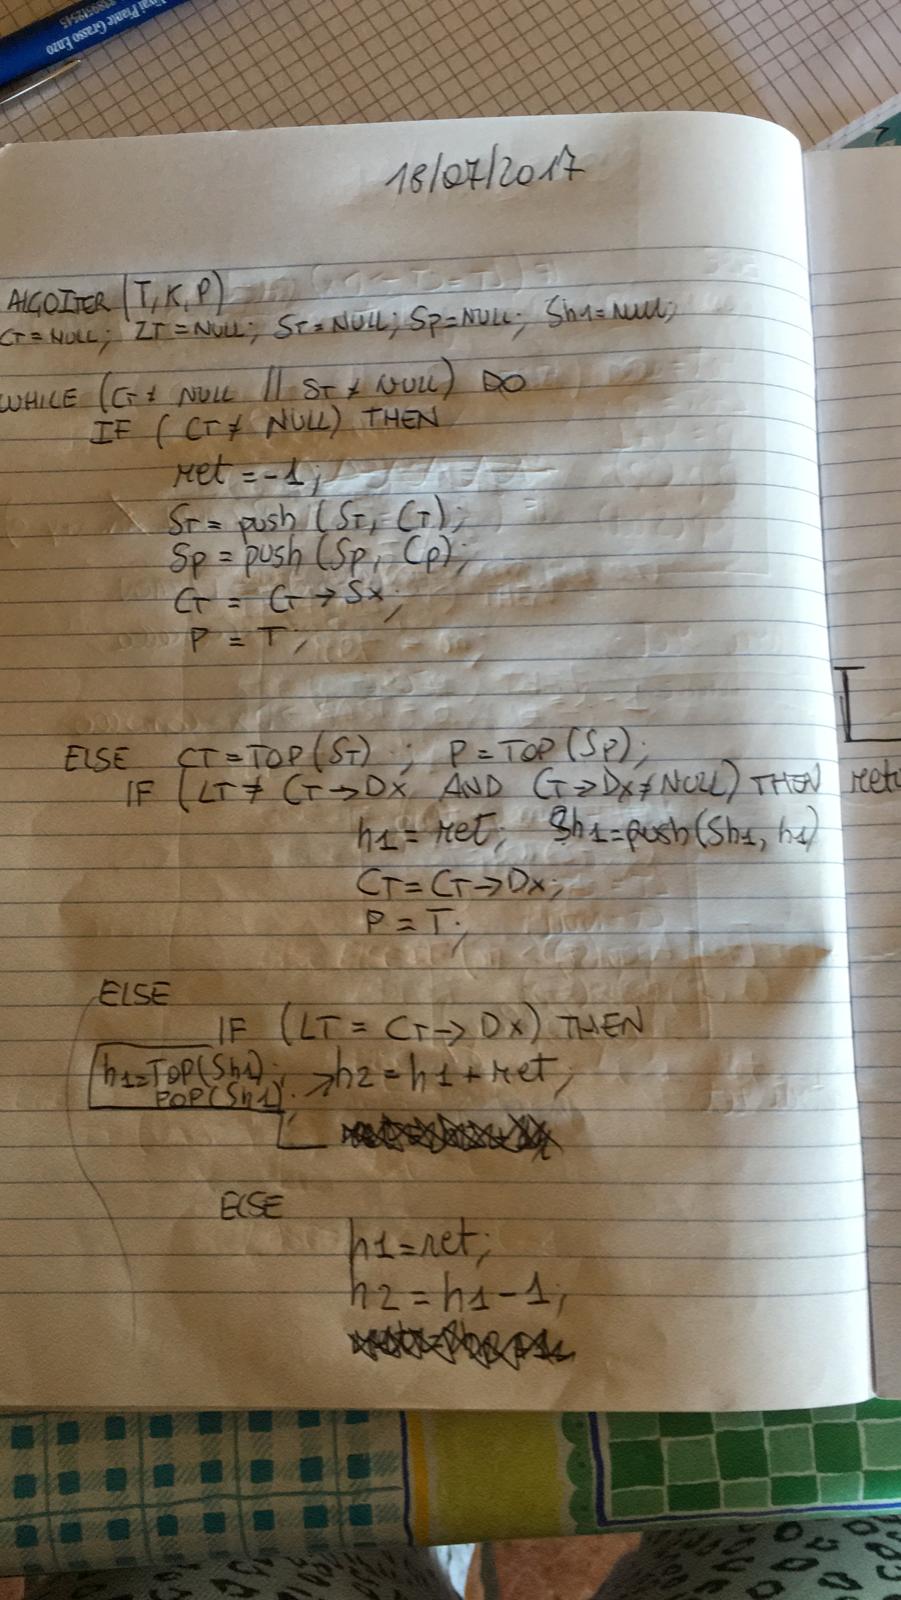 Vivai Piante Grasso Enzo
18/07/2017
ALGOITER (T, K, P)
CT = NULL; LT = NULL; ST = NULL; Sp = NULL; Sh1 = NULL;
WHILE (CT ≠ NULL || ST ≠ NULL) DO
IF (CT ≠ NULL) THEN
ret = -1;
ST = push (ST, CT);
Sp = push (Sp, Cp);
CT = CT → Sx;
P = T;
ELSE CT = TOP (ST) ; P = TOP (Sp);
IF (LT ≠ CT → Dx AND CT → Dx ≠ NULL) THEN
h1 = ret; Sh1 = push (Sh1, h1)
CT = CT → Dx;
P = T;
ELSE
IF (LT = CT → Dx) THEN
h1 = TOP(Sh1); → h2 = h1 + ret;
POP(Sh1);
ELSE
h1 = ret;
h2 = h1 - 1;